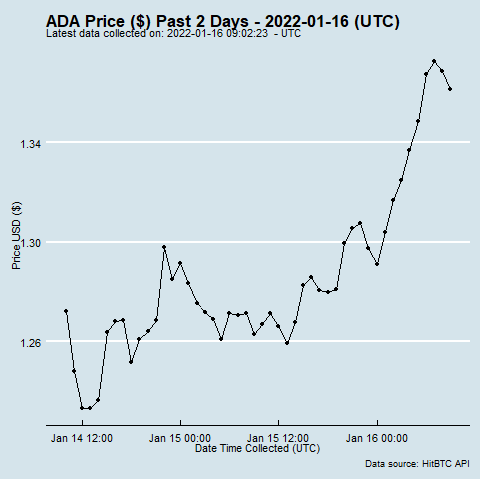 ADA Price ($) Past 2 Days - 2022-01-16 (UTC)
Latest data collected on: 2022-01-16 09:02:23  - UTC
1.34
1.30
1.26
Price USD ($)
Jan 14 12:00 Jan 15 00:00 Jan 15 12:00 Jan 16 00:00
Date Time Collected (UTC)
Data source: HitBTC API